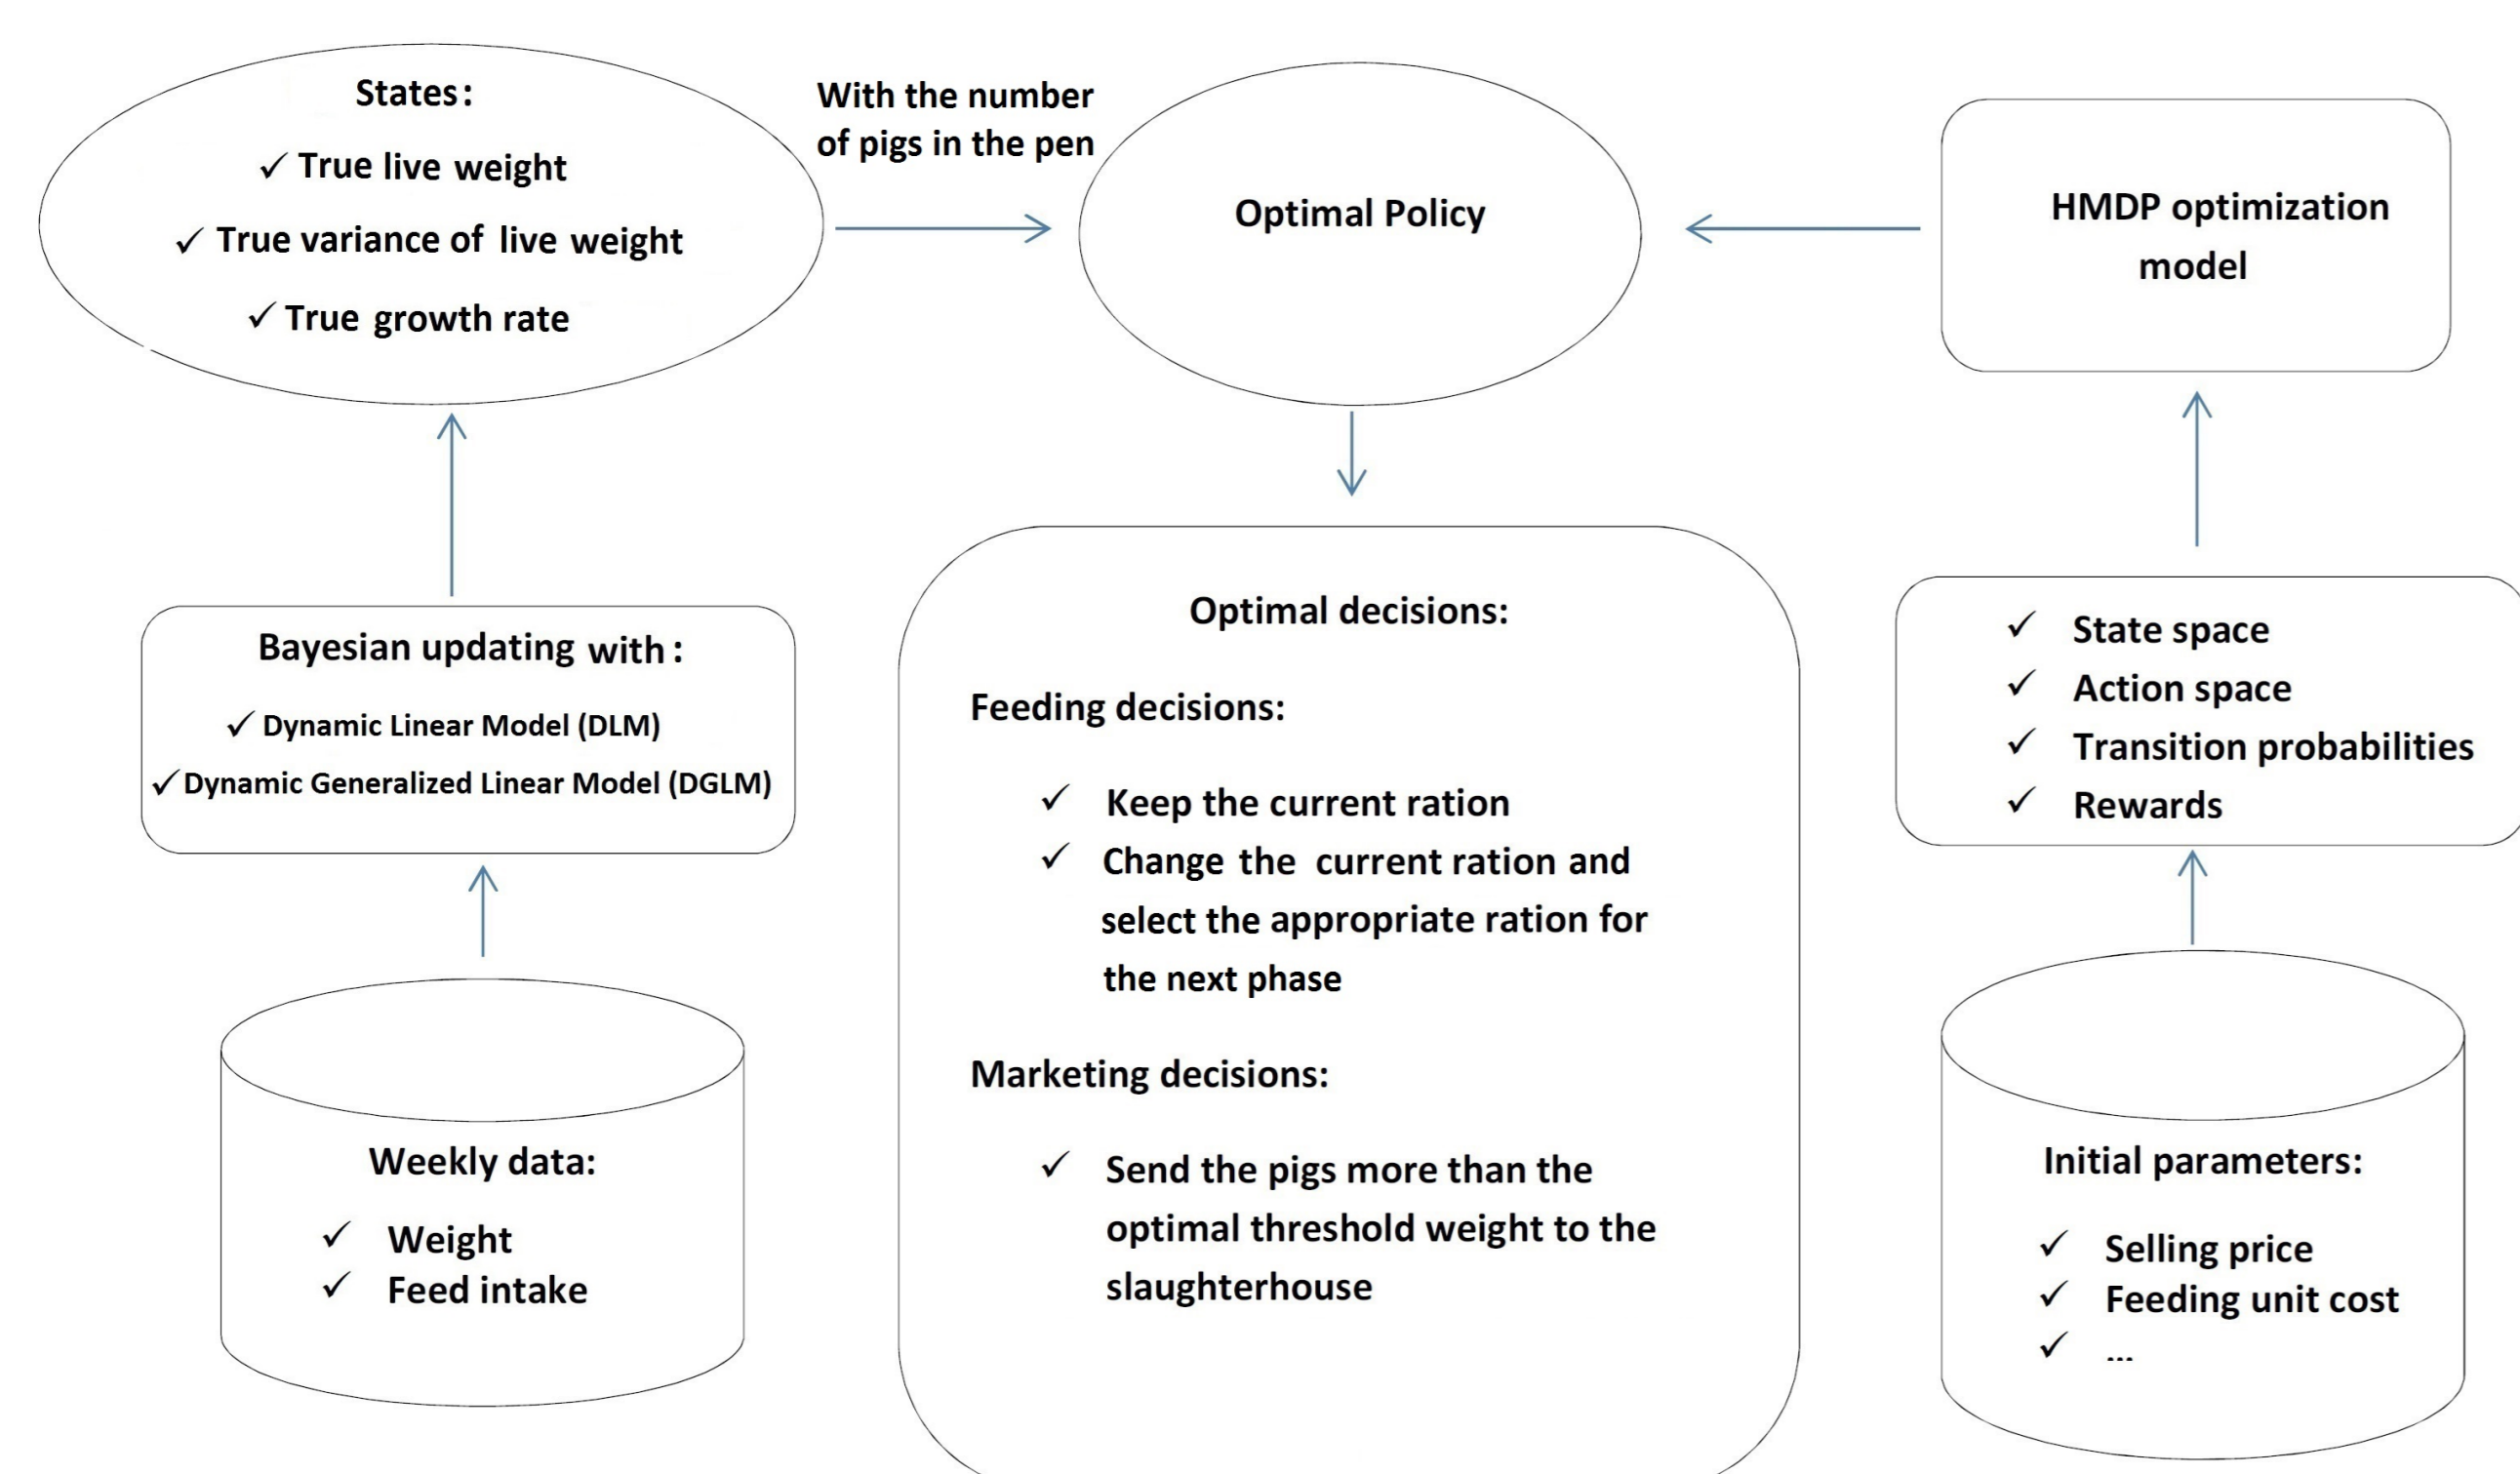 States:
✓ True live weight
✓ True variance of live weight
✓ True growth rate
With the number
of pigs in the pen
Optimal Policy
HMDP optimization
model
Bayesian updating with:
✓ Dynamic Linear Model (DLM)
✓ Dynamic Generalized Linear Model (DGLM)
Optimal decisions:
Feeding decisions:
✓ Keep the current ration
✓ Change the current ration and
select the appropriate ration for
the next phase
Marketing decisions:
✓ Send the pigs more than the
optimal threshold weight to the
slaughterhouse
✓ State space
✓ Action space
✓ Transition probabilities
✓ Rewards
Weekly data:
✓ Weight
✓ Feed intake
Initial parameters:
✓ Selling price
✓ Feeding unit cost
✓ ...